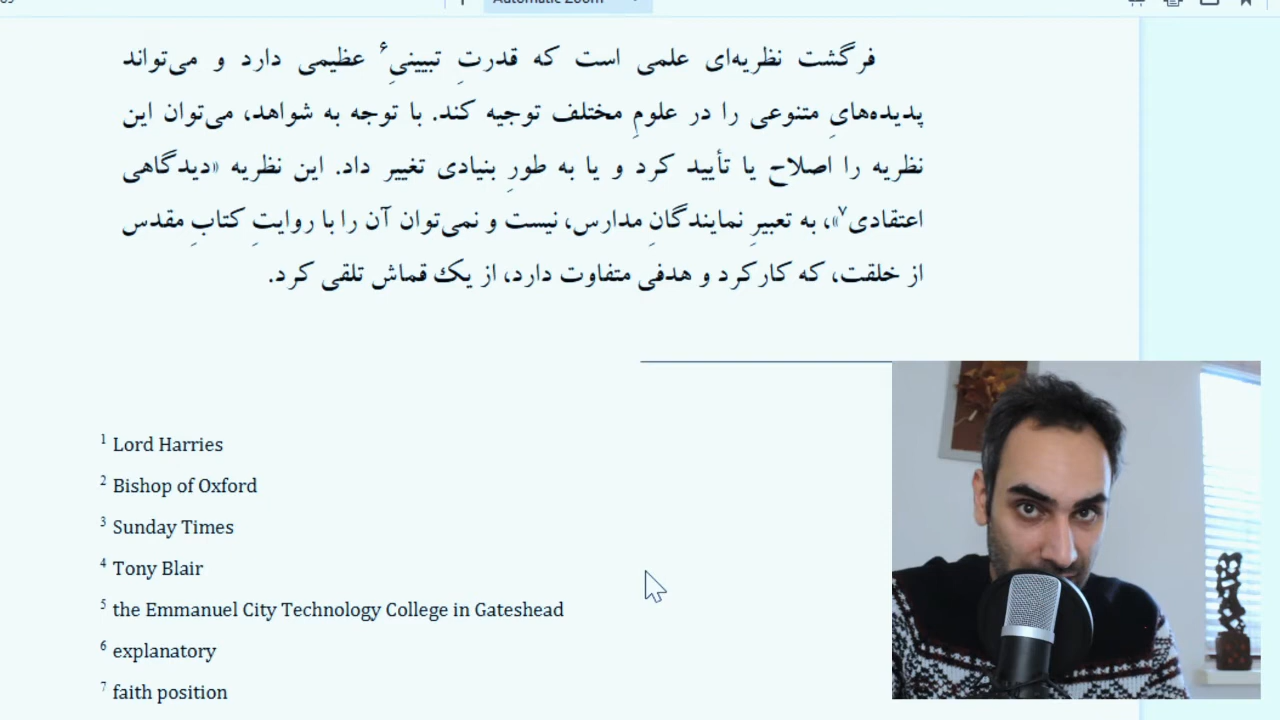 Automatic Zoom
فرگشت نظریه‌ای علمی است که قدرتِ تبیینیِ۶ عظیمی دارد و می‌تواند
پدیده‌هایِ متنوعی را در علومِ مختلف توجیه کند. با توجه به شواهد، می‌توان این
نظریه را اصلاح یا تأیید کرد و یا به طورِ بنیادی تغییر داد. این نظریه «دیدگاهی
اعتقادی۷»، به تعبیرِ نمایندگانِ مدارس، نیست و نمی‌توان آن را با روایتِ کتابِ مقدس
از خلقت، که کارکرد و هدفی متفاوت دارد، از یک قماش تلقی کرد.
1 Lord Harries
2 Bishop of Oxford
3 Sunday Times
4 Tony Blair
5 the Emmanuel City Technology College in Gateshead
6 explanatory
7 faith position